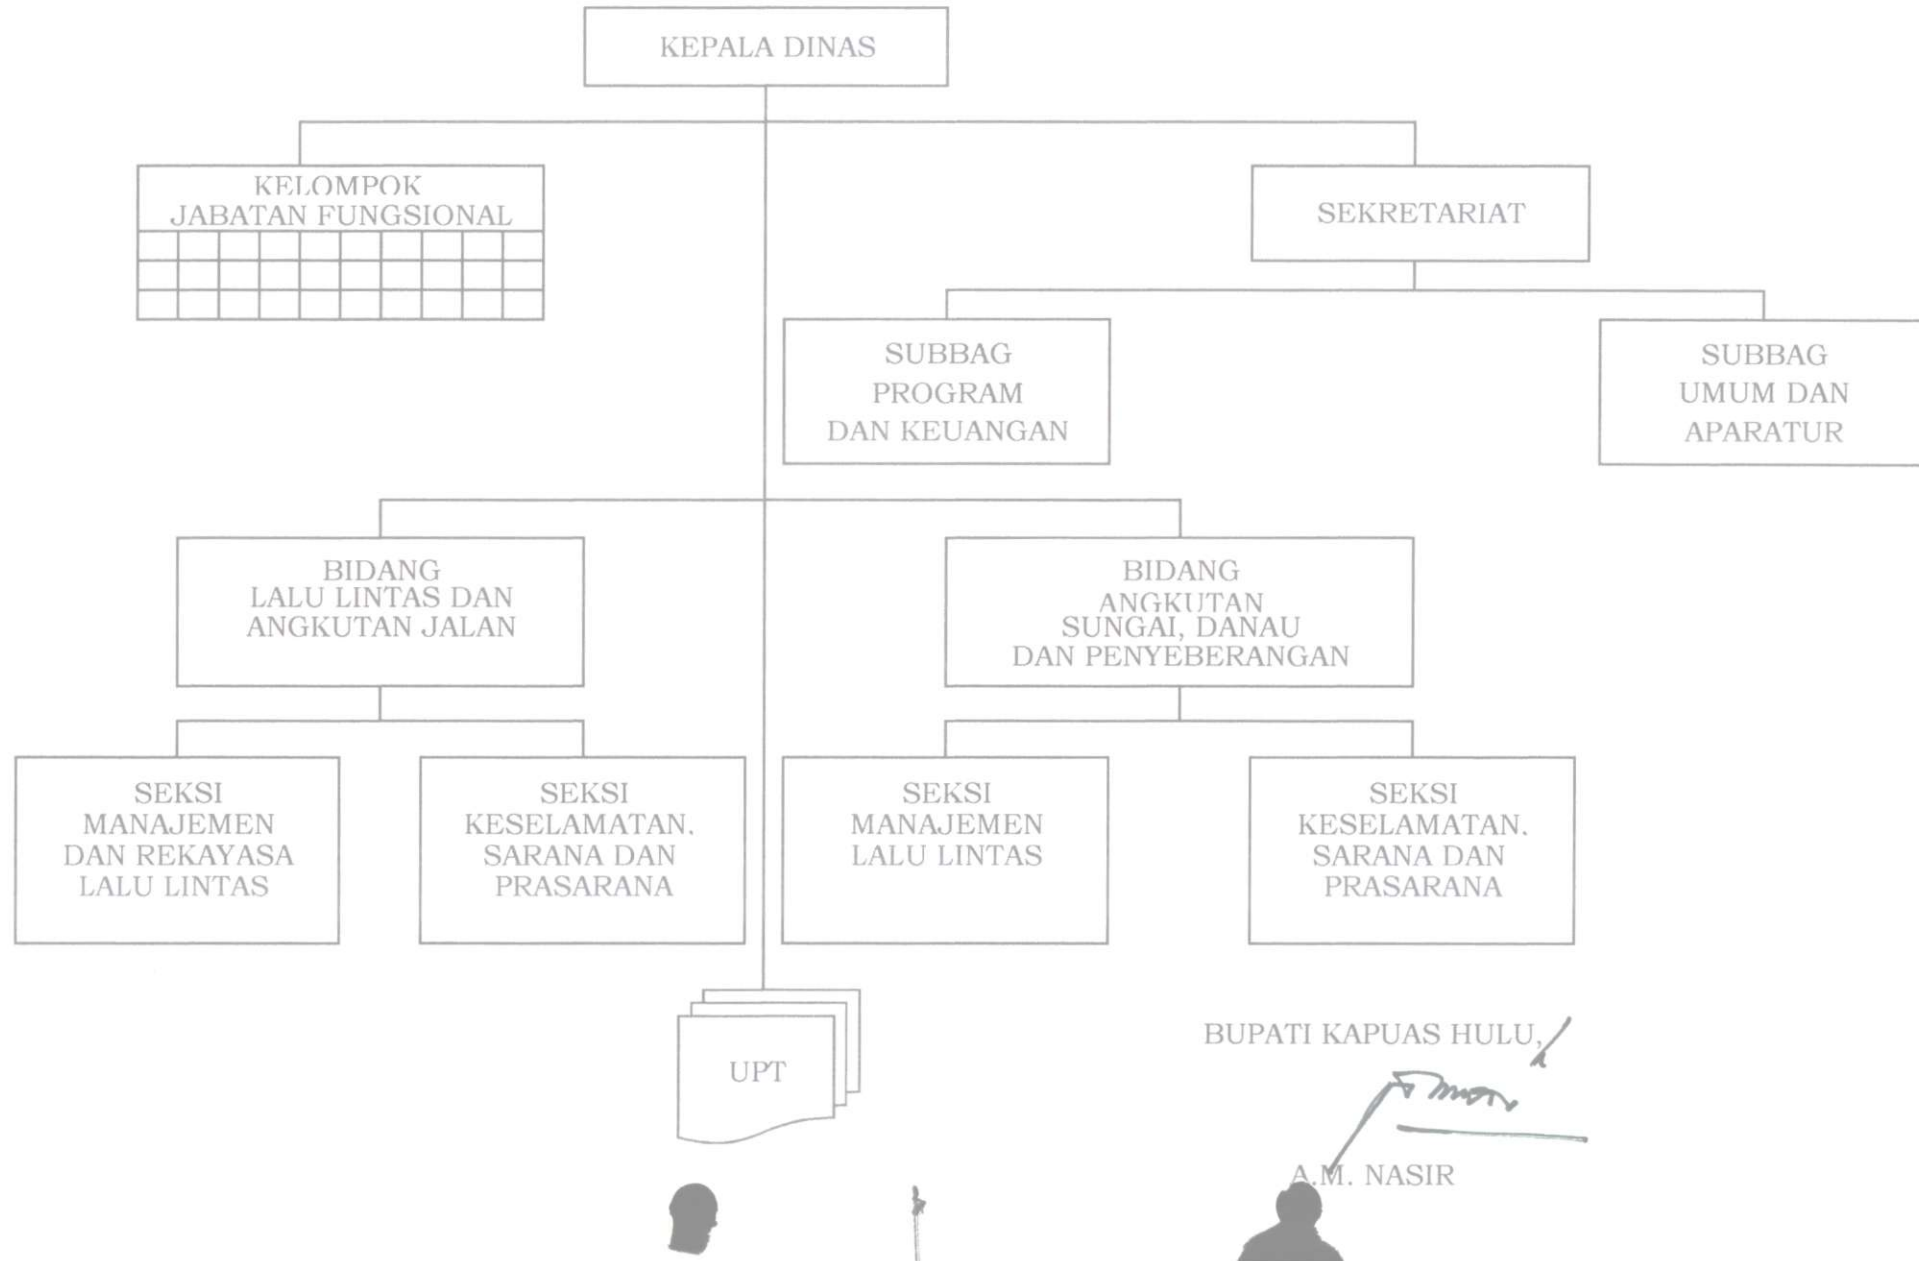 KEPALA DINAS
KELOMPOK
JABATAN FUNGSIONAL
SEKRETARIAT
SUBBAG
PROGRAM
DAN KEUANGAN
SUBBAG
UMUM DAN
APARATUR
BIDANG
LALU LINTAS DAN
ANGKUTAN JALAN
BIDANG
ANGKUTAN
SUNGAI, DANAU
DAN PENYEBERANGAN
SEKSI
MANAJEMEN
DAN REKAYASA
LALU LINTAS
SEKSI
KESELAMATAN,
SARANA DAN
PRASARANA
SEKSI
MANAJEMEN
LALU LINTAS
SEKSI
KESELAMATAN,
SARANA DAN
PRASARANA
UPT
BUPATI KAPUAS HULU,
A.M. NASIR